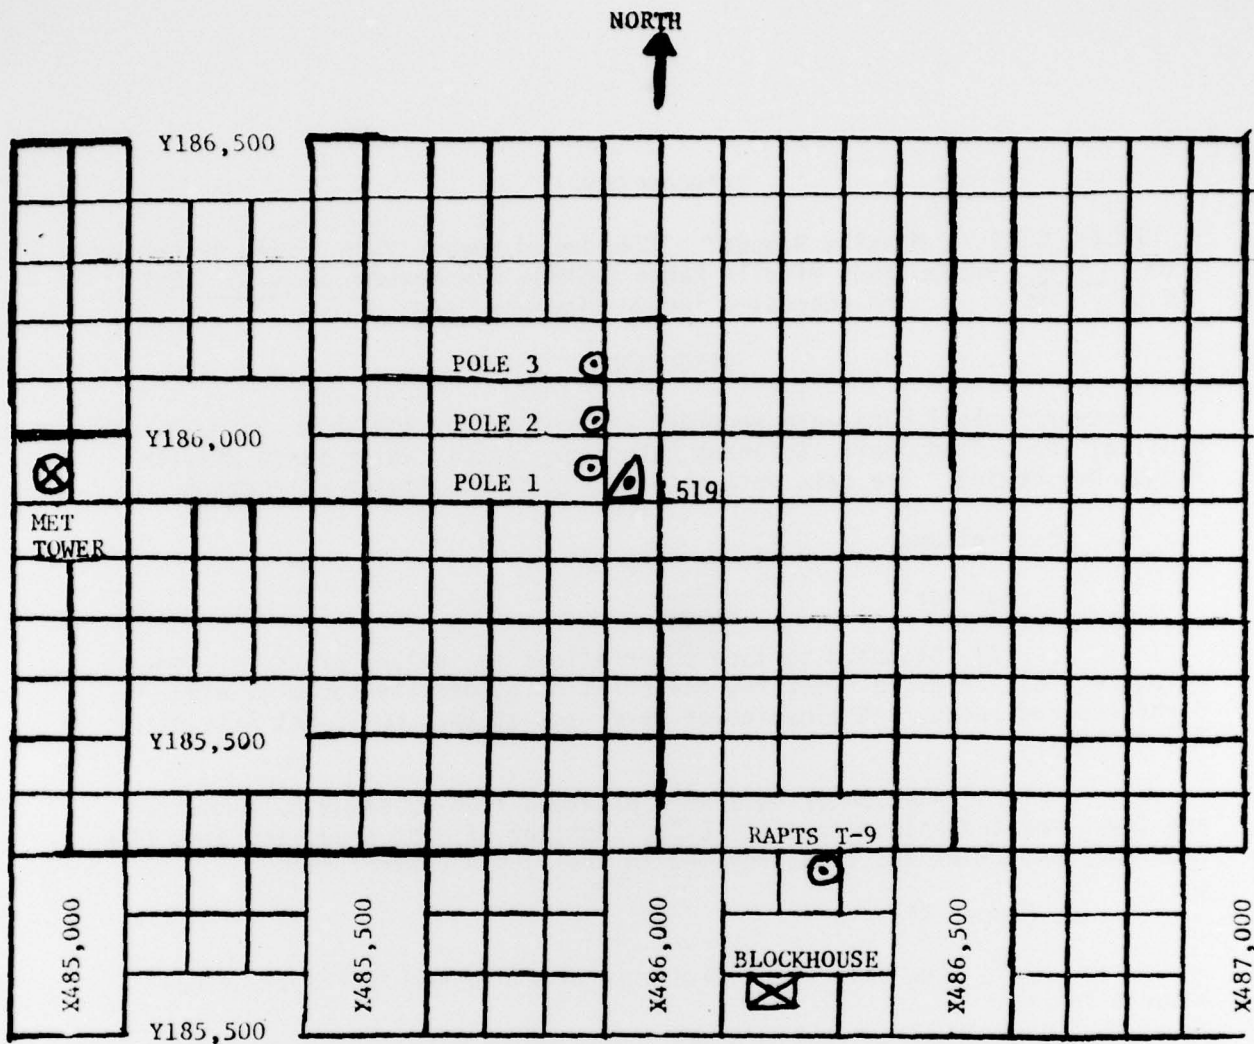 NORTH
Y186,500
POLE 3
POLE 2
Y186,000
POLE 1
519
MET
TOWER
Y185,500
RAPTS T-9
X485,000
X485,500
X486,000
BLOCKHOUSE
X486,500
X487,000
Y185,500